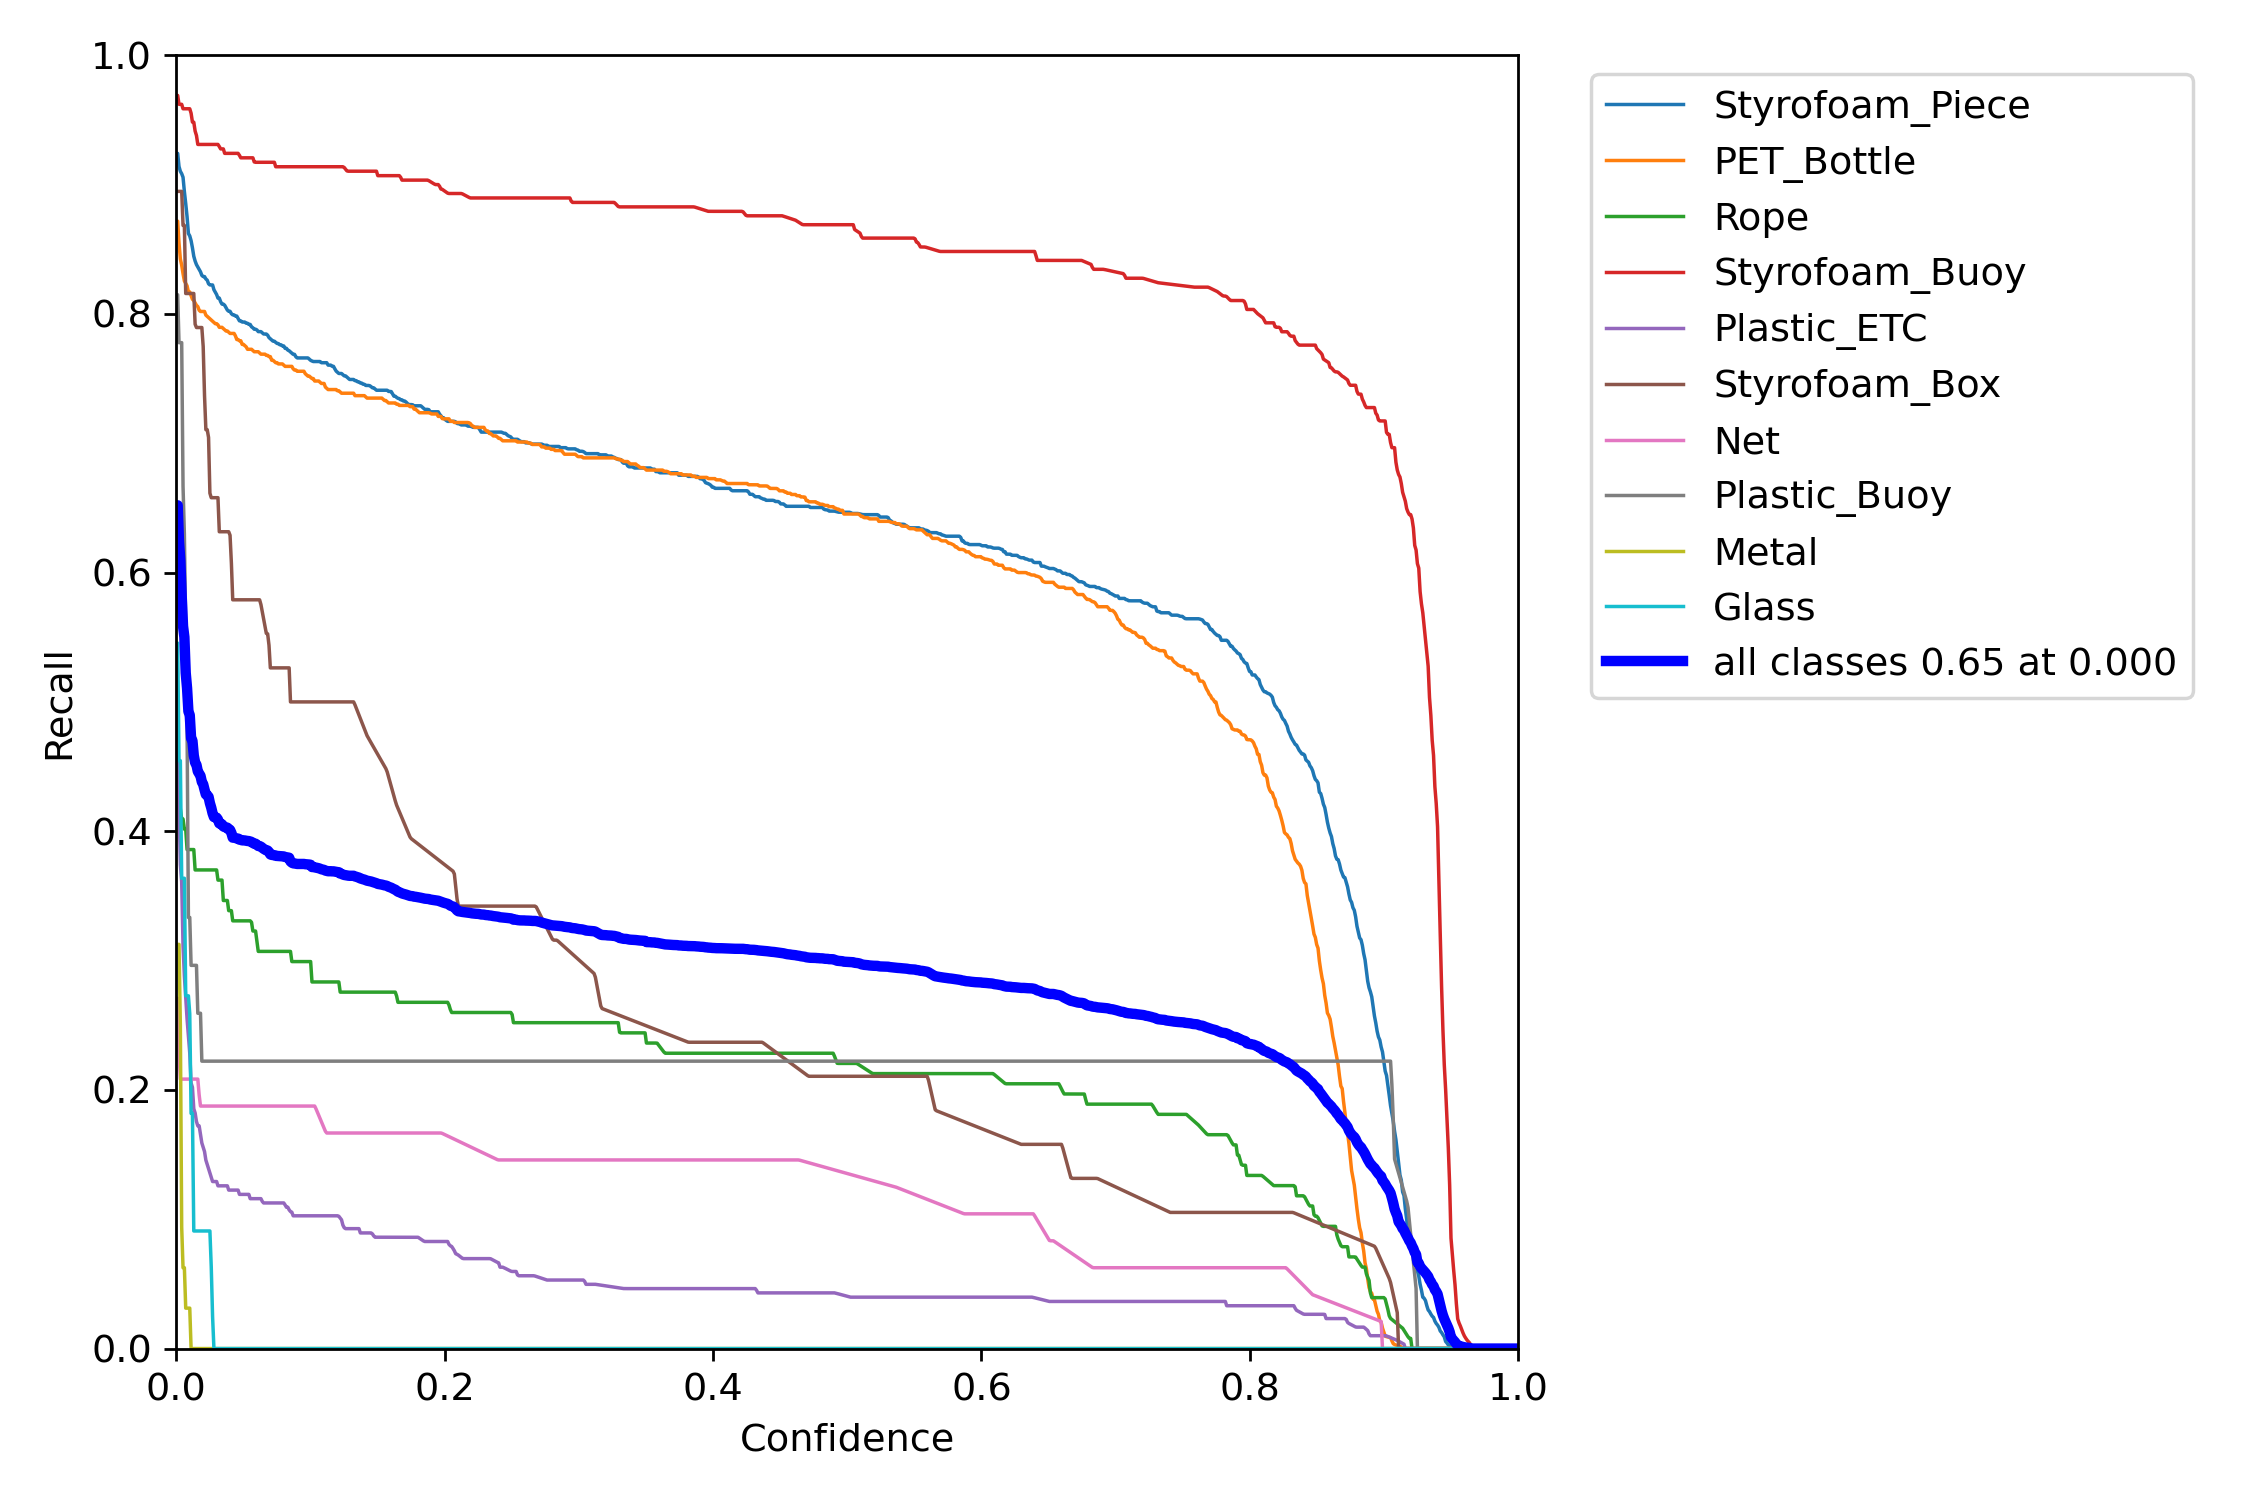 1.0
0.8
0.6
0.4
0.2
0.0
Recall
0.0 0.2 0.4 0.6 0.8 1.0
Confidence
Styrofoam_Piece
PET_Bottle
Rope
Styrofoam_Buoy
Plastic_ETC
Styrofoam_Box
Net
Plastic_Buoy
Metal
Glass
all classes 0.65 at 0.000